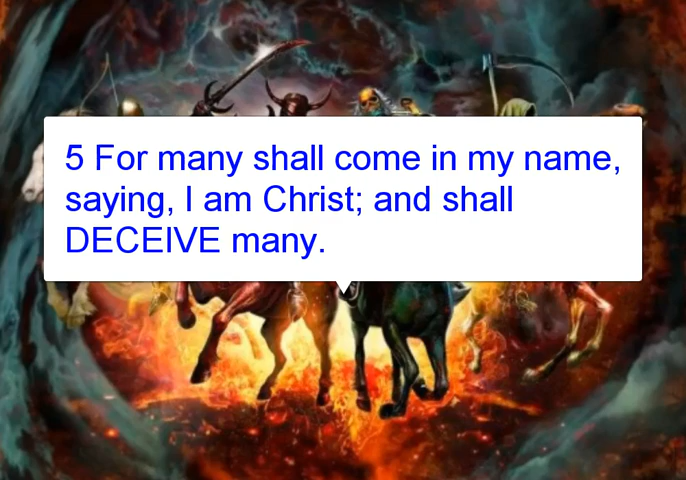 5 For many shall come in my name,
saying, I am Christ; and shall
DECEIVE many.